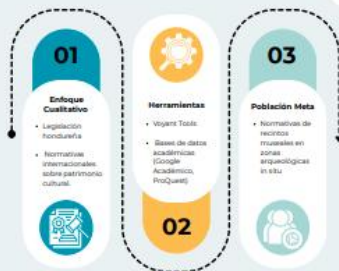 01
Enfoque
Cualitativo
• Legislación
hondureña
• Normativas
internacionales
sobre patrimonio
cultural.
Herramientas
• Voyant Tools
• Bases de datos
académicas
(Google
Académico,
ProQuest)
02
03
Población Meta
• Normativas de
recintos
museales en
zonas
arqueológicas
in situ